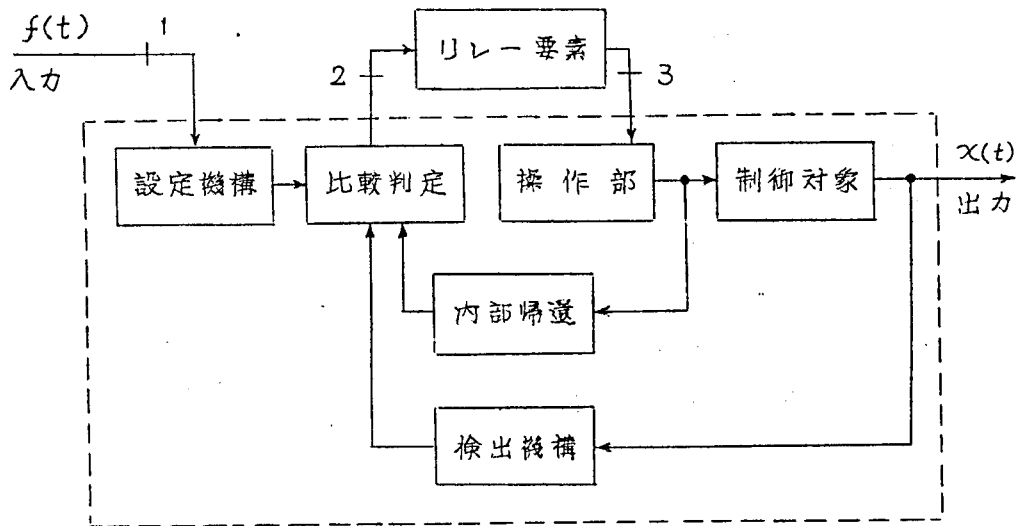 f(t)
1
入力
2
リレー要素
3
設定機構
比較判定
操作部
制御対象
x(t)
出力
内部帰還
検出機構